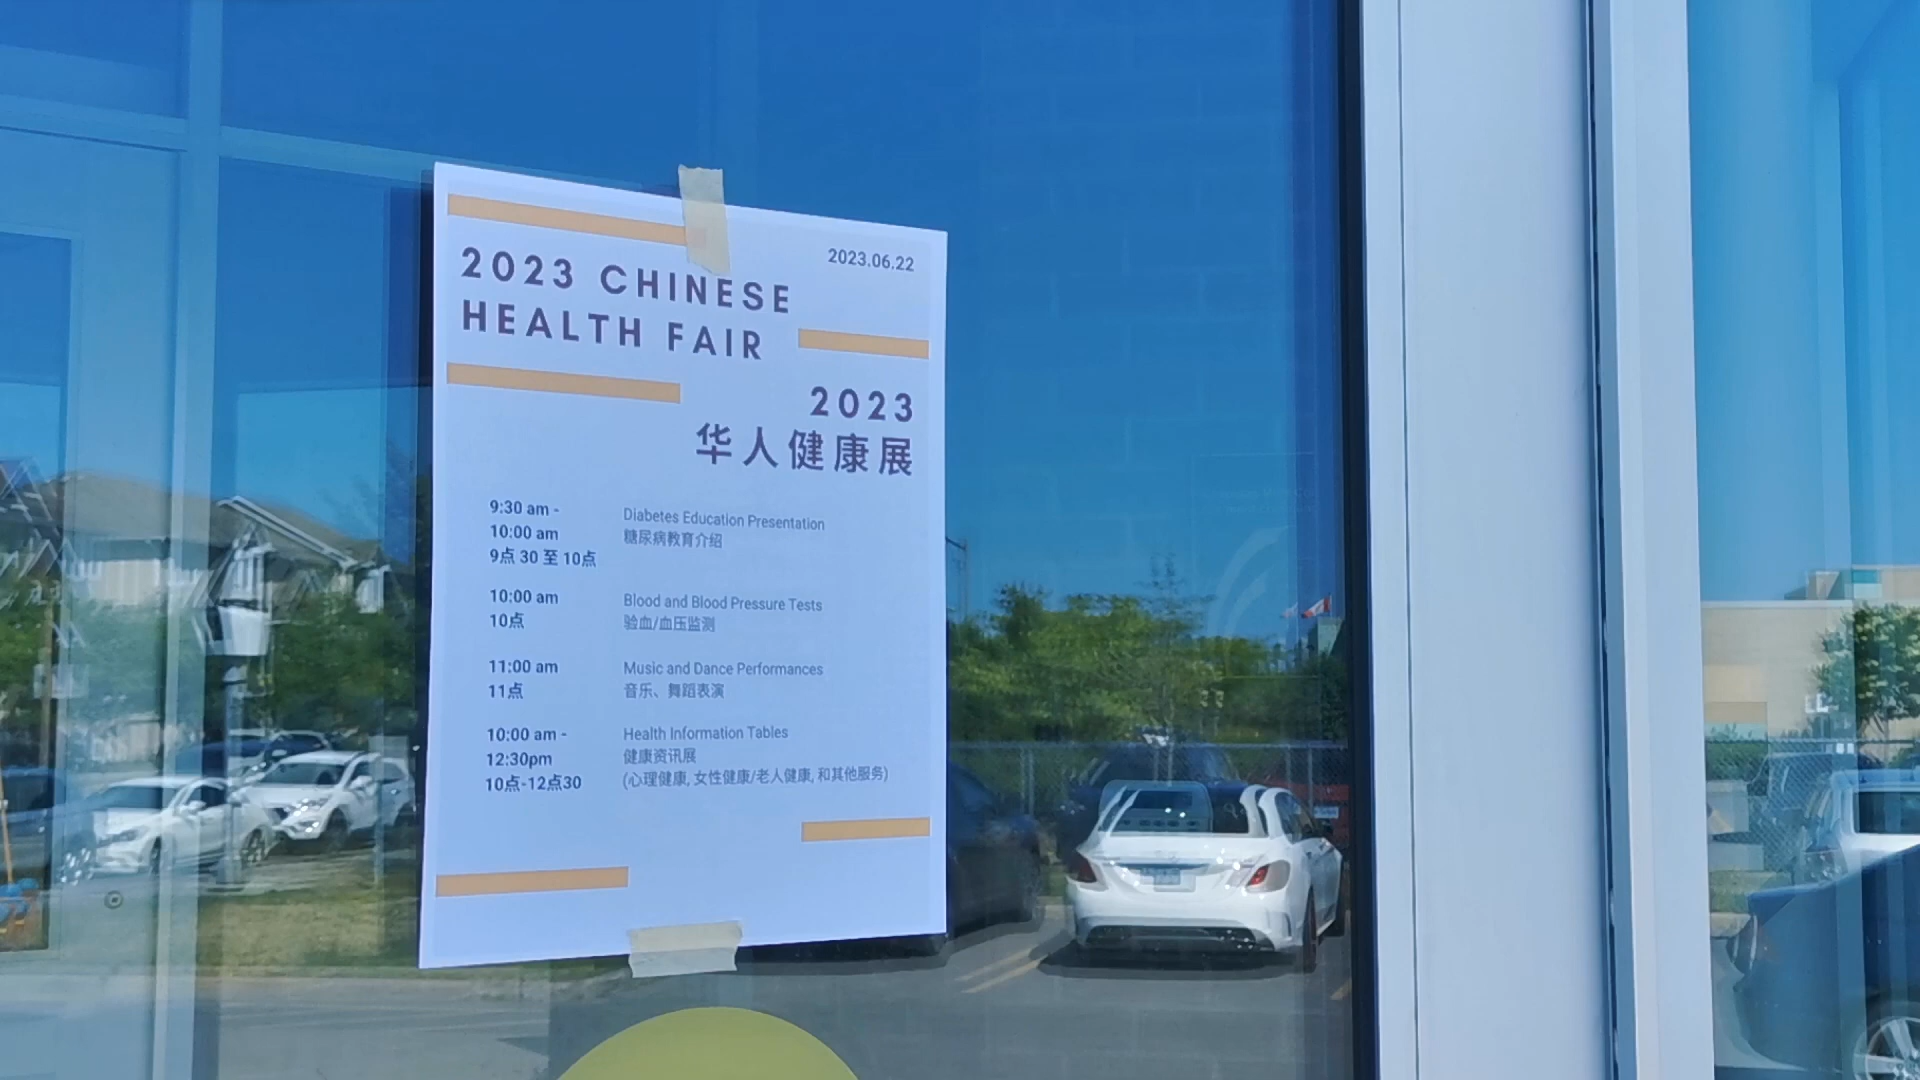 2023.06.22
2023 CHINESE
HEALTH FAIR
2023
华人健康展
9:30 am -
10:00 am
9点 30 至 10点
Diabetes Education Presentation
糖尿病教育介绍
10:00 am
10点
Blood and Blood Pressure Tests
验血/血压监测
11:00 am
11点
Music and Dance Performances
音乐、舞蹈表演
10:00 am -
12:30pm
10点-12点30
Health Information Tables
健康资讯展
(心理健康, 女性健康/老人健康, 和其他服务)